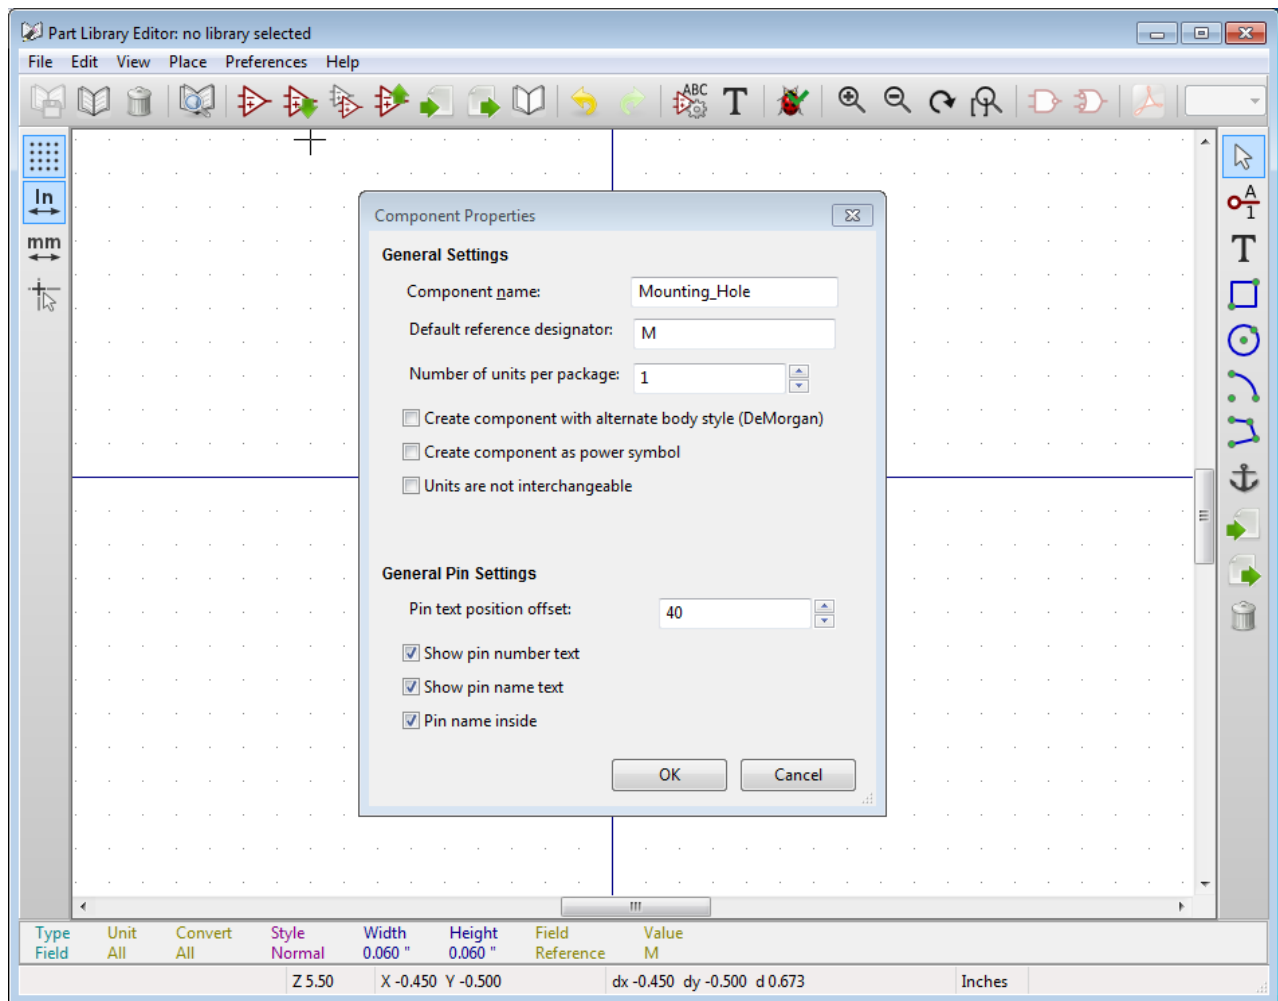 Part Library Editor: no library selected
File Edit View Place Preferences Help
ABC
T
In
mm
A
1
T
Component Properties
General Settings
Component name: Mounting_Hole
Default reference designator: M
Number of units per package: 1
Create component with alternate body style (DeMorgan)
Create component as power symbol
Units are not interchangeable
General Pin Settings
Pin text position offset: 40
Show pin number text
Show pin name text
Pin name inside
OK Cancel
Type Unit Convert Style Width Height Field Value
Field All All Normal 0.060 " 0.060 " Reference M
Z 5.50 X -0.450 Y -0.500 dx -0.450 dy -0.500 d 0.673 Inches